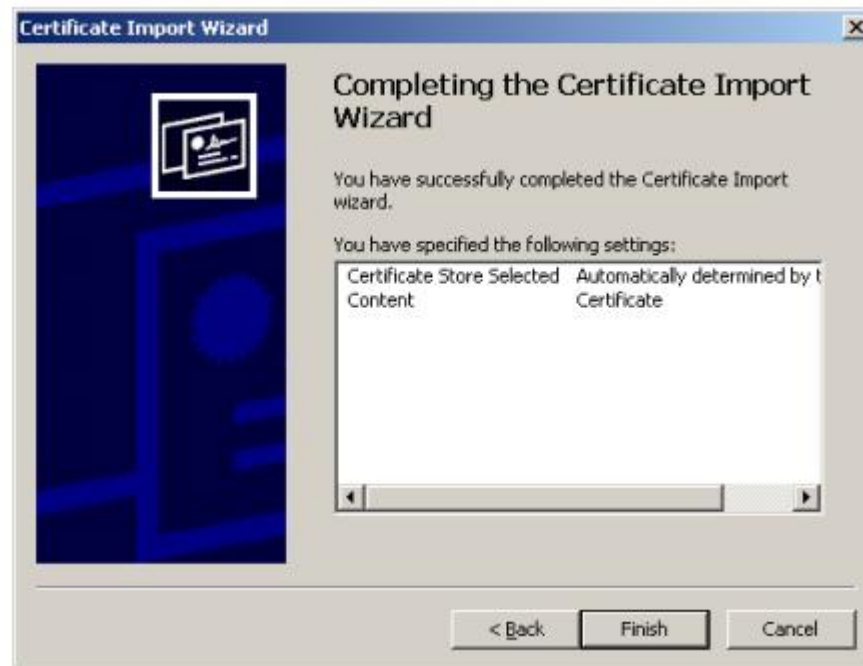 Certificate Import Wizard
Completing the Certificate Import
Wizard
You have successfully completed the Certificate Import
wizard.
You have specified the following settings:
Certificate Store Selected Automatically determined by t
Content Certificate
< Back Finish Cancel